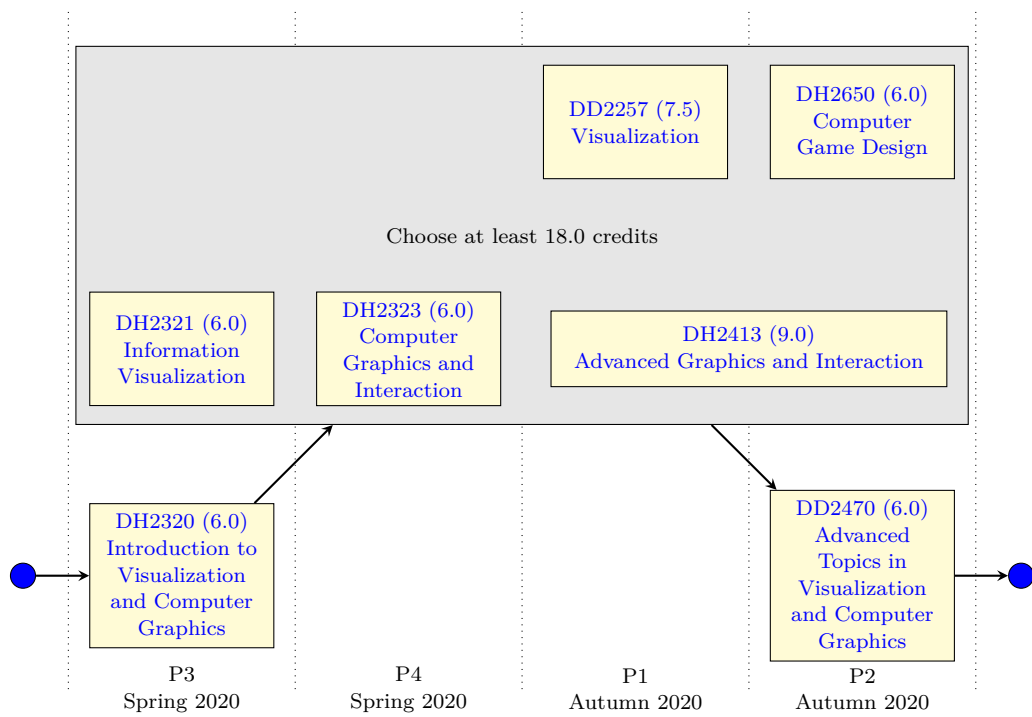 DD2257 (7.5)
Visualization
DH2650 (6.0)
Computer
Game Design
Choose at least 18.0 credits
DH2321 (6.0)
Information
Visualization
DH2323 (6.0)
Computer
Graphics and
Interaction
DH2413 (9.0)
Advanced Graphics and Interaction
DH2320 (6.0)
Introduction to
Visualization
and Computer
Graphics
DD2470 (6.0)
Advanced
Topics in
Visualization
and Computer
Graphics
P3
Spring 2020
P4
Spring 2020
P1
Autumn 2020
P2
Autumn 2020